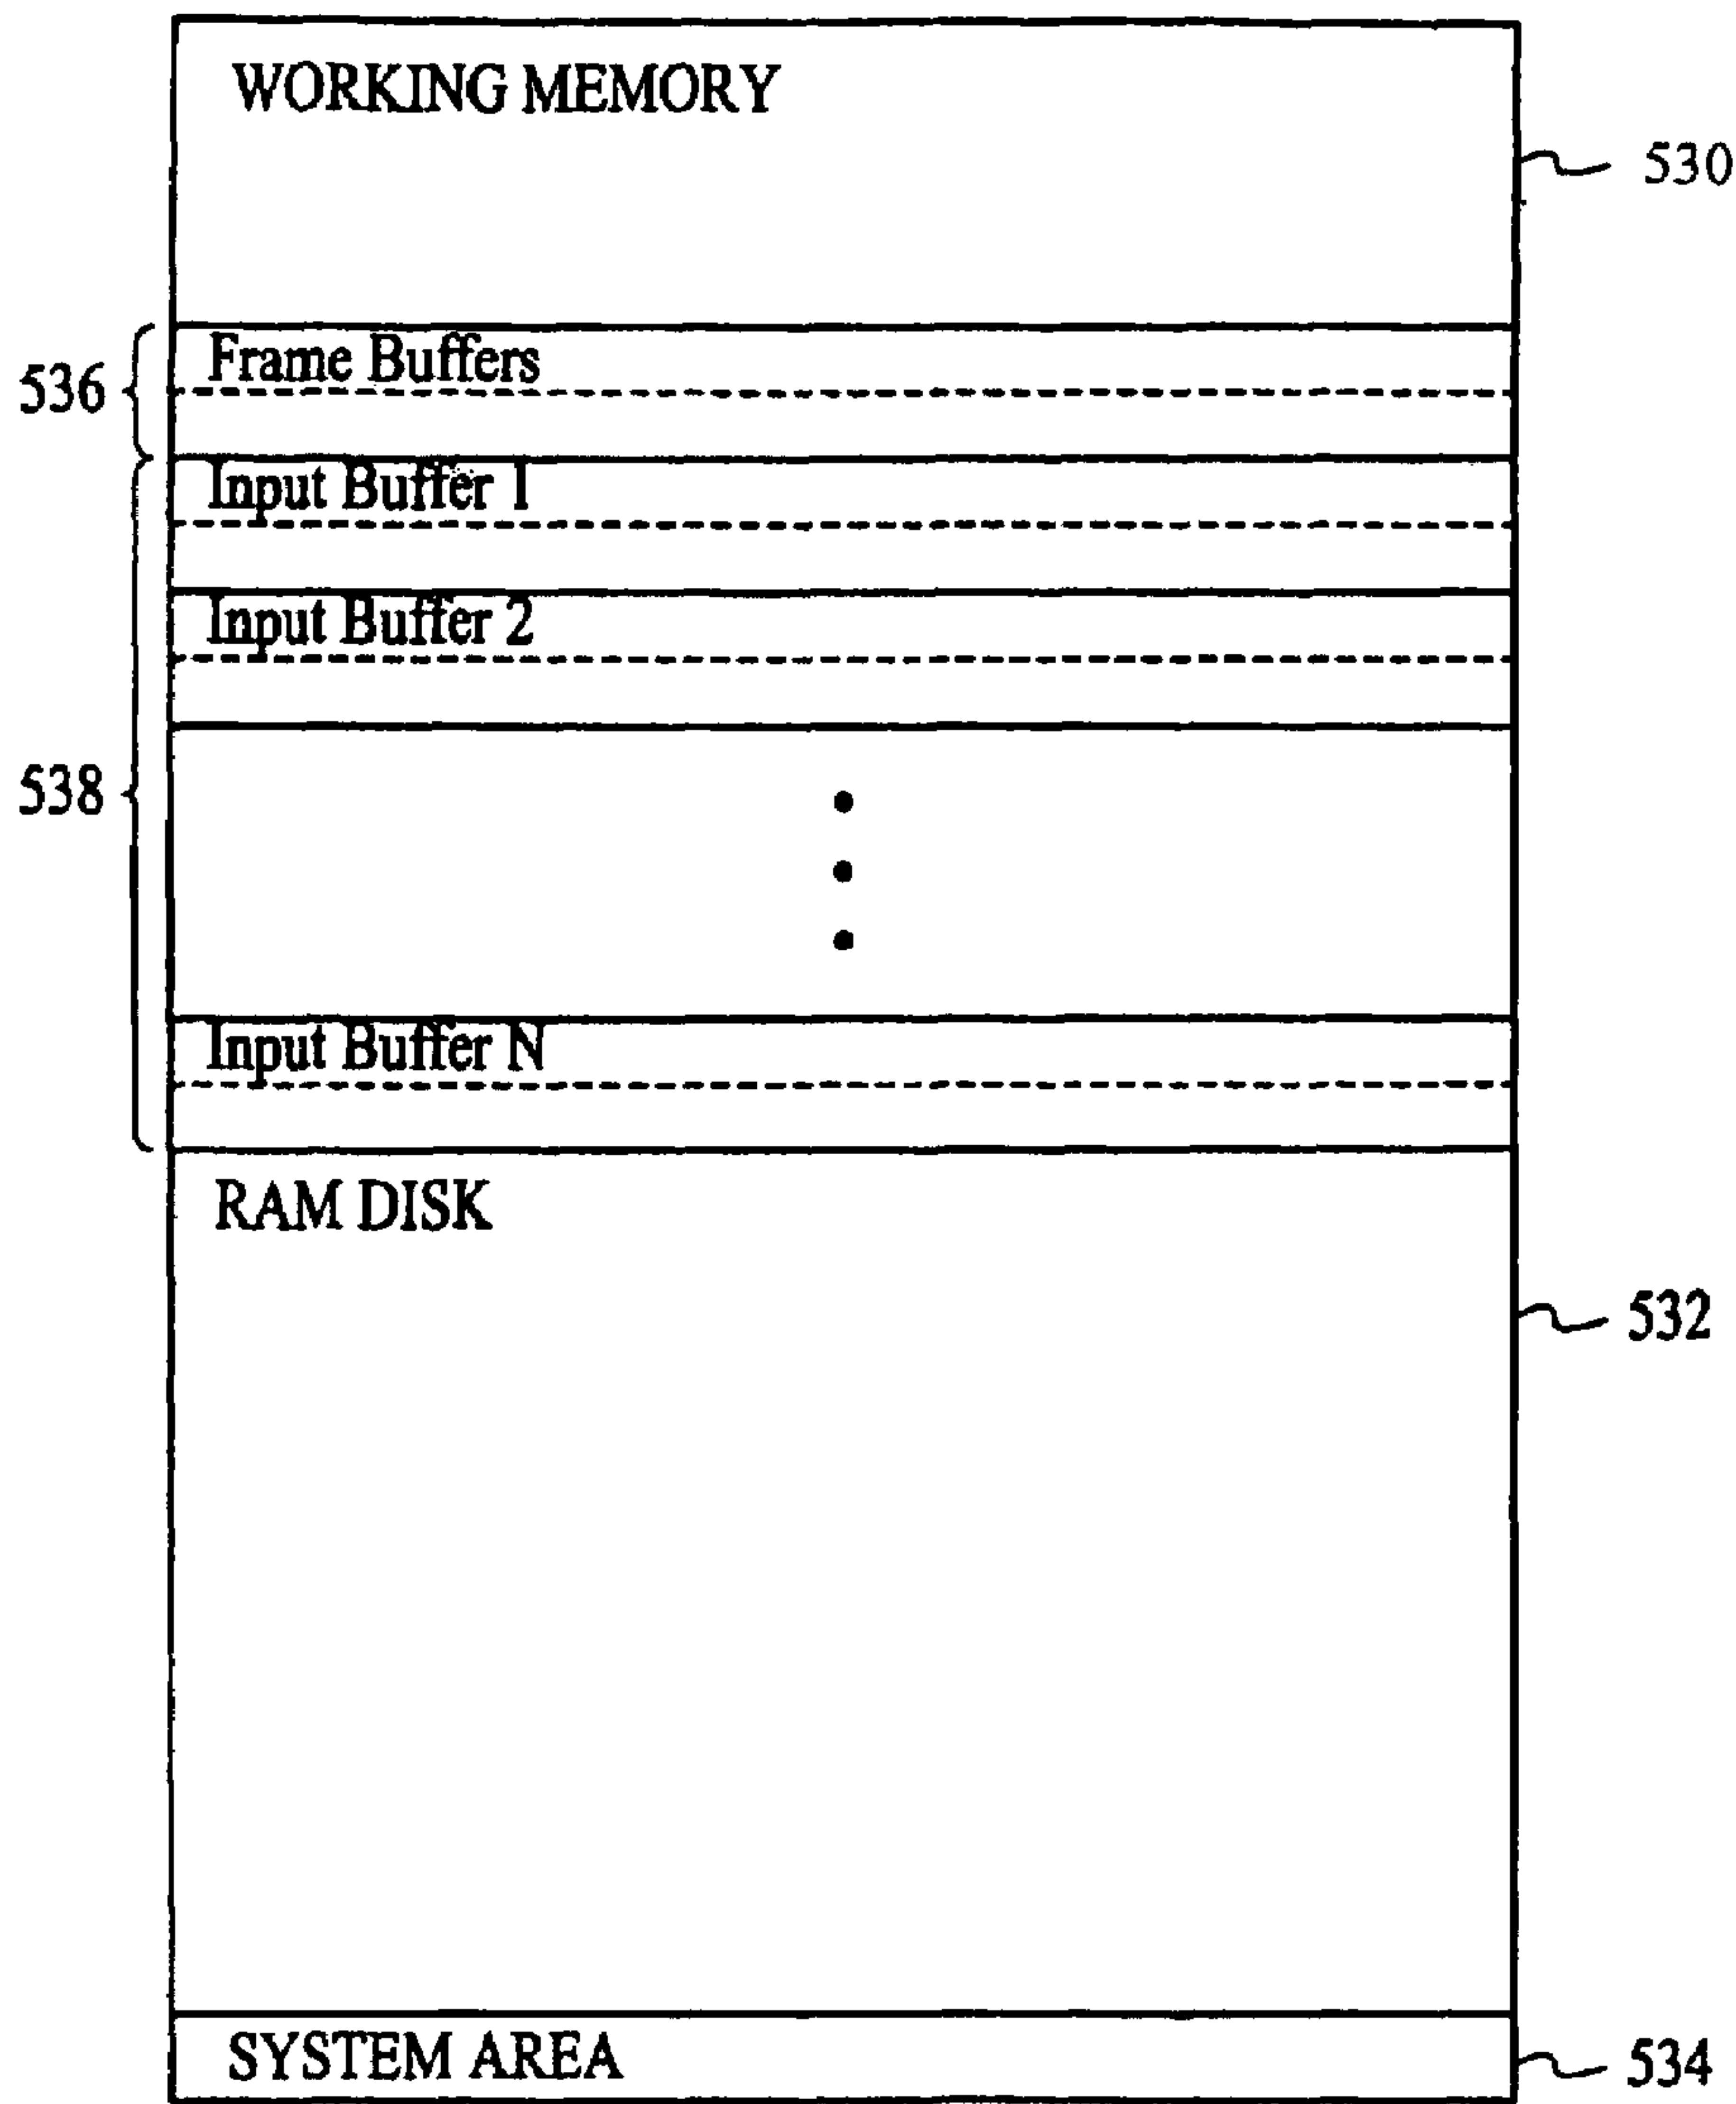 WORKING MEMORY
530
Frame Buffers
536
Input Buffer 1
Input Buffer 2
538
Input Buffer N
RAM DISK
532
SYSTEM AREA
534